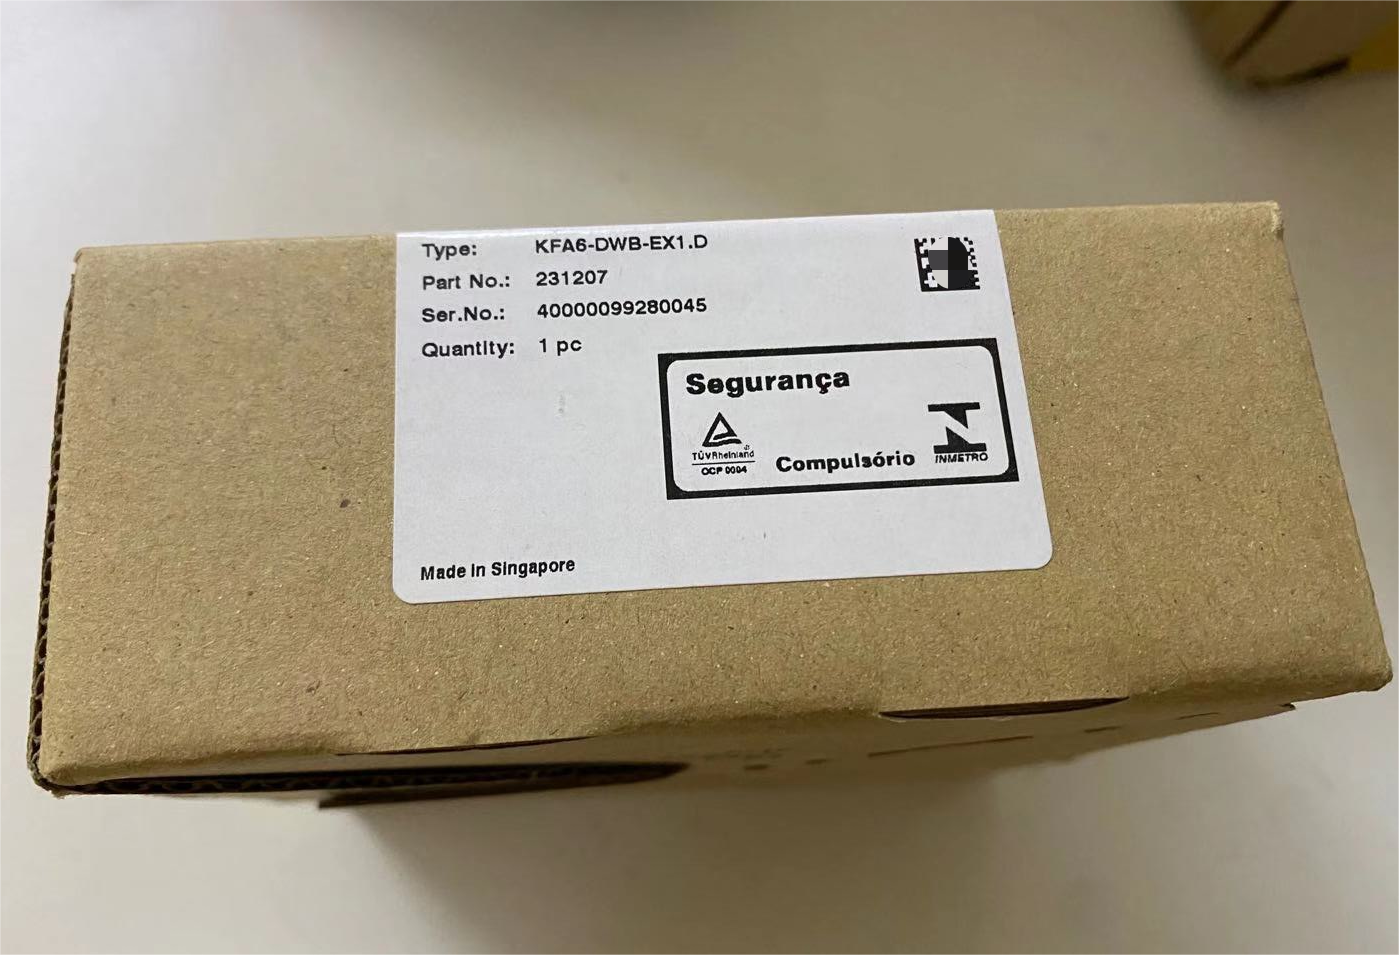 Type: KFA6-DWB-EX1.D
Part No.: 231207
Ser.No.: 40000099280045
Quantity: 1 pc
Segurança
TÜVRheinland
OCP 0004
Compulsório
INMETRO
Made in Singapore